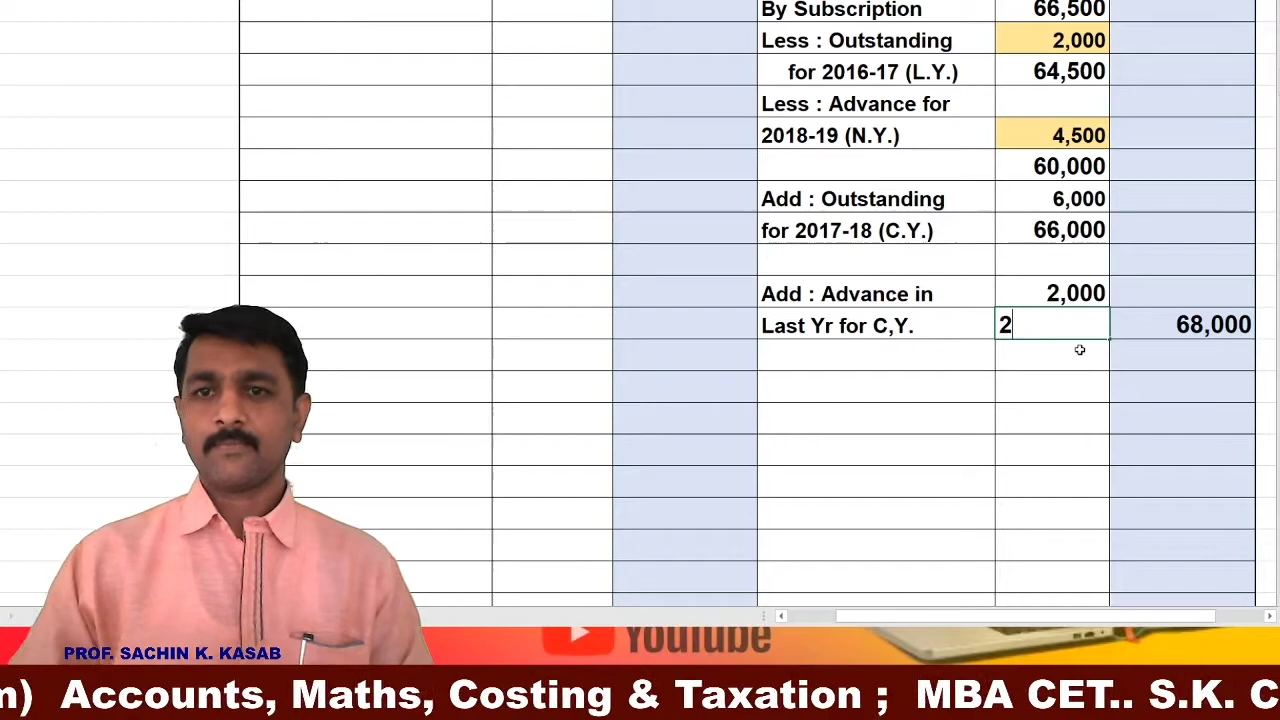 By Subscription 66,500
Less : Outstanding 2,000
for 2016-17 (L.Y.) 64,500
Less : Advance for
2018-19 (N.Y.) 4,500
60,000
Add : Outstanding 6,000
for 2017-18 (C.Y.) 66,000
Add : Advance in 2,000
Last Yr for C,Y. 2 68,000
YouTube
PROF. SACHIN K. KASAB
m) Accounts, Maths, Costing & Taxation ; MBA CET.. S.K. C